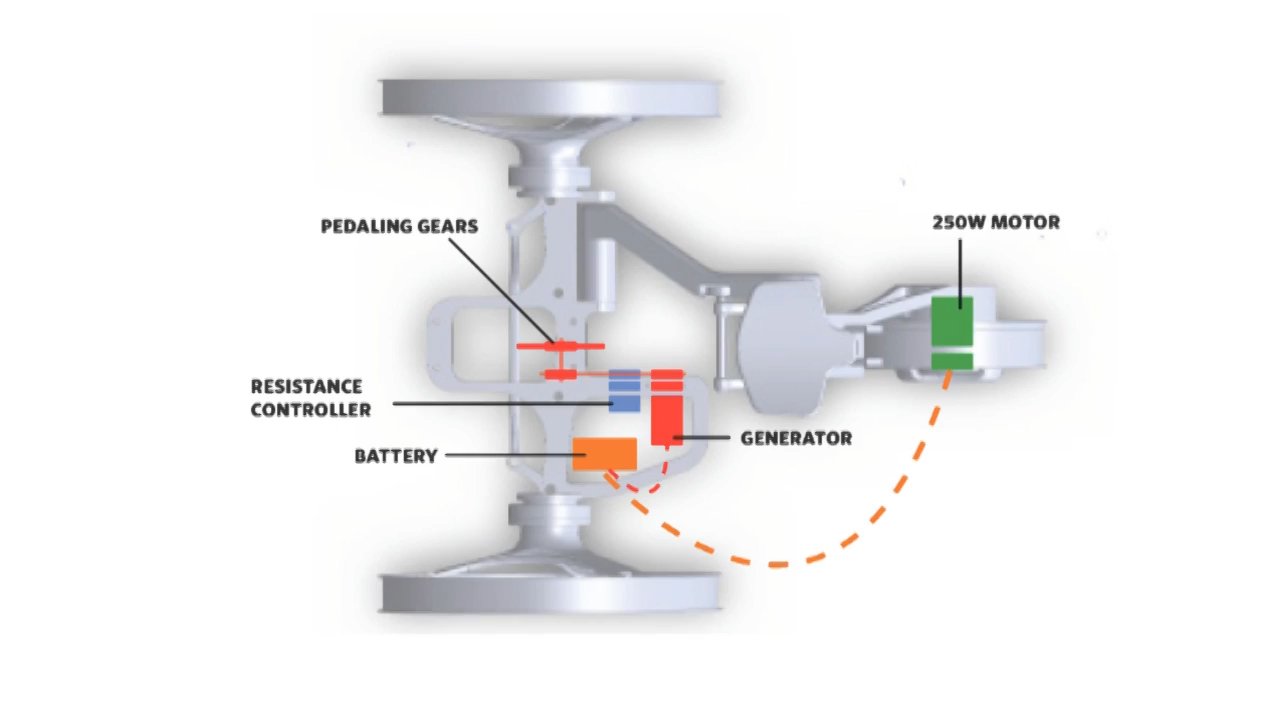 PEDALING GEARS
250W MOTOR
RESISTANCE
CONTROLLER
GENERATOR
BATTERY